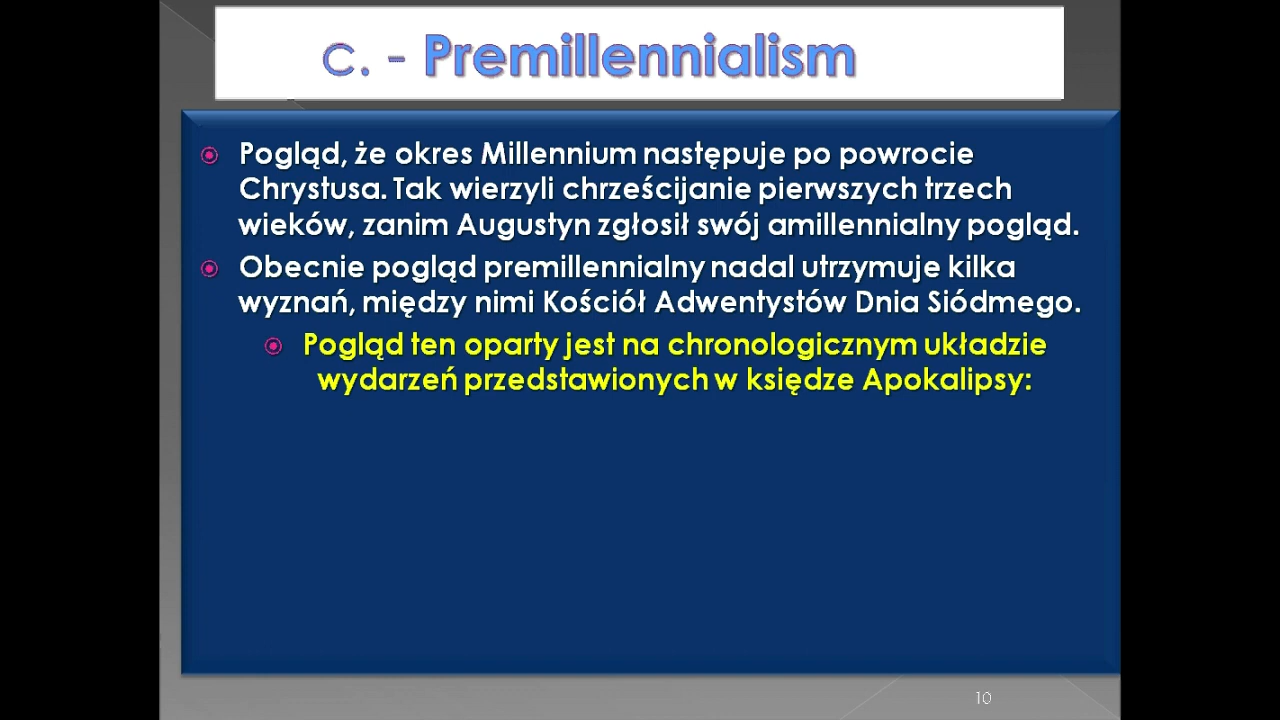 c. - Premillennialism
Pogląd, że okres Millennium następuje po powrocie
Chrystusa. Tak wierzyli chrześcijanie pierwszych trzech
wieków, zanim Augustyn zgłosił swój amillennialny pogląd.
Obecnie pogląd premillennialny nadal utrzymuje kilka
wyznań, między nimi Kościół Adwentystów Dnia Siódmego.
Pogląd ten oparty jest na chronologicznym układzie
wydarzeń przedstawionych w księdze Apokalipsy:
10